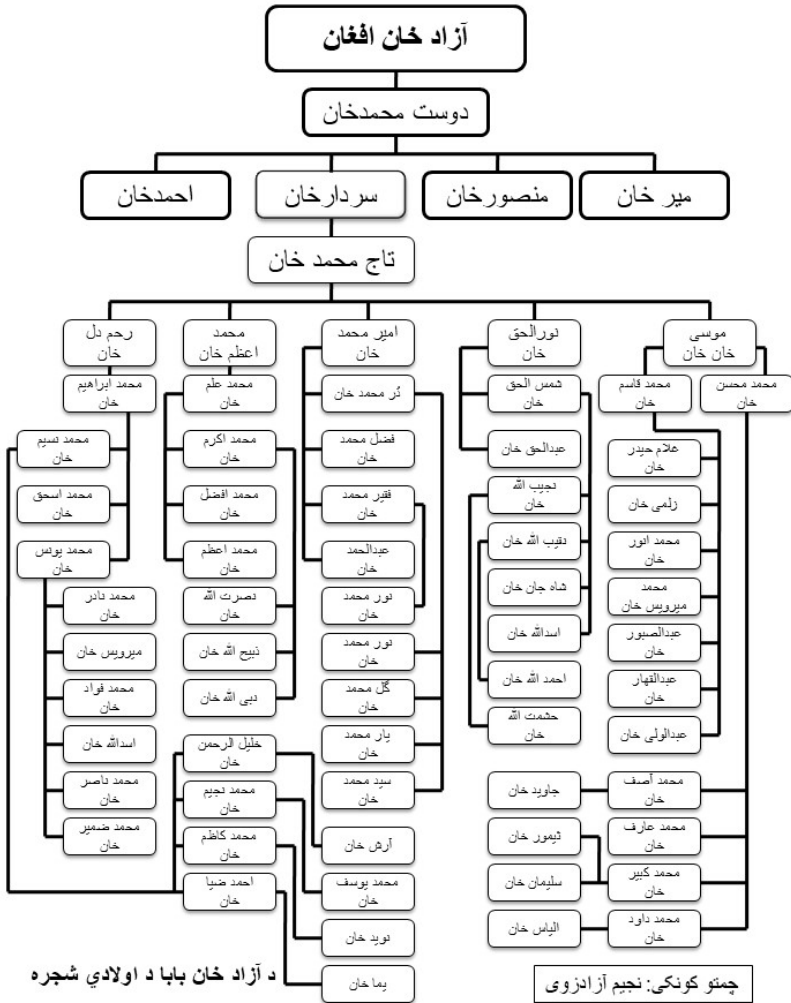 آزاد خان افغان
دوست محمدخان
میر خان
منصورخان
سردارخان
احمدخان
تاج محمد خان
موسی
خان خان
نورالحق
خان
امیر محمد
خان
محمد
اعظم خان
رحم دل
خان
محمد محسن
خان
محمد قاسم
خان
غلام حیدر
خان
زلمی خان
محمد انور
خان
محمد
میرویس خان
عبدالصبور
خان
عبدالقهار
خان
عبدالولی خان
محمد آصف
خان
جاوید خان
محمد عارف
خان
تیمور خان
محمد کبیر
خان
سلیمان خان
محمد داود
خان
الیاس خان
شمس الحق
خان
عبدالحق خان
نجیب الله
خان
نقیب الله خان
شاه جان خان
اسدالله خان
احمد الله خان
حشمت الله
خان
دُر محمد خان
فضل محمد
خان
فقیر محمد
خان
عبدالحمد
خان
نور محمد
خان
نور محمد
خان
گل محمد
خان
یار محمد
خان
سید محمد
خان
محمد علم
خان
محمد اکرم
خان
محمد افضل
خان
محمد اعظم
خان
نصرت الله
خان
ذبیح الله خان
نبی الله خان
محمد ابراهیم
خان
محمد نسیم
خان
محمد اسحق
خان
محمد یونس
خان
محمد نادر
خان
میرویس خان
محمد فواد
خان
اسدالله خان
محمد ناصر
خان
محمد ضمیر
خان
خلیل الرحمن
خان
محمد نجیم
خان
محمد کاظم
خان
احمد ضیا
خان
آرش خان
محمد یوسف
خان
نوید خان
یما خان
د آزاد خان بابا د اولادي شجره
چمتو کونکی: نجیم آزادزوی